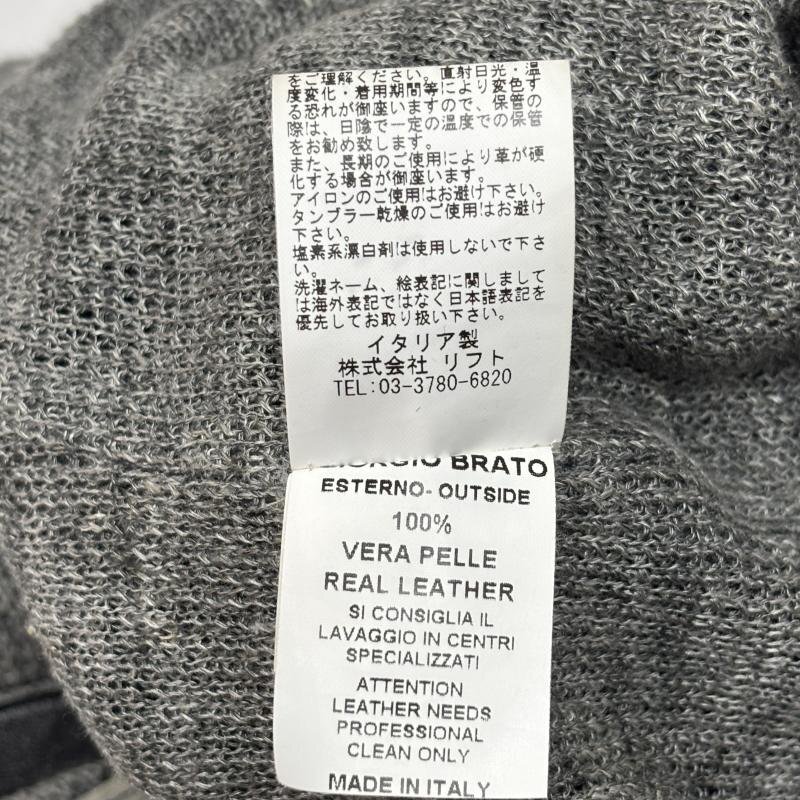 をご理解ください。直射日光・温
度変化・着用期間等により変色す
る恐れが御座いますので、保管の
際は、日陰で一定の温度での保管
をお勧め致します。
また、長期のご使用により革が硬
化する場合が御座います。
アイロンのご使用はお避け下さい。
タンブラー乾燥のご使用はお避け
下さい。
塩素系漂白剤は使用しないで下さ
い。
洗濯ネーム、絵表記に関しまして
は海外表記ではなく日本語表記を
優先してお取り扱い下さい。
イタリア製
株式会社 リフト
TEL:03-3780-6820
GIORGIO BRATO
ESTERNO- OUTSIDE
100%
VERA PELLE
REAL LEATHER
SI CONSIGLIA IL
LAVAGGIO IN CENTRI
SPECIALIZZATI
ATTENTION
LEATHER NEEDS
PROFESSIONAL
CLEAN ONLY
MADE IN ITALY